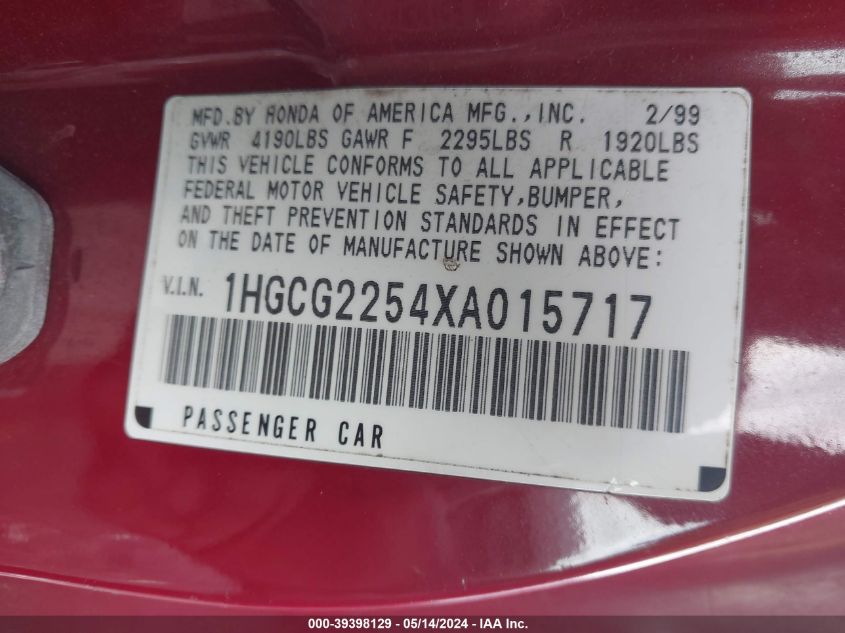 MFD.BY HONDA OF AMERICA MFG.,INC. 2/99
GVWR 4190LBS GAWR F 2295LBS R 1920LBS
THIS VEHICLE CONFORMS TO ALL APPLICABLE
FEDERAL MOTOR VEHICLE SAFETY,BUMPER,
AND THEFT PREVENTION STANDARDS IN EFFECT
ON THE DATE OF MANUFACTURE SHOWN ABOVE:
V.I.N. 1HGCG2254XA015717
PASSENGER CAR
000-39398129 - 05/14/2024 - IAA Inc.